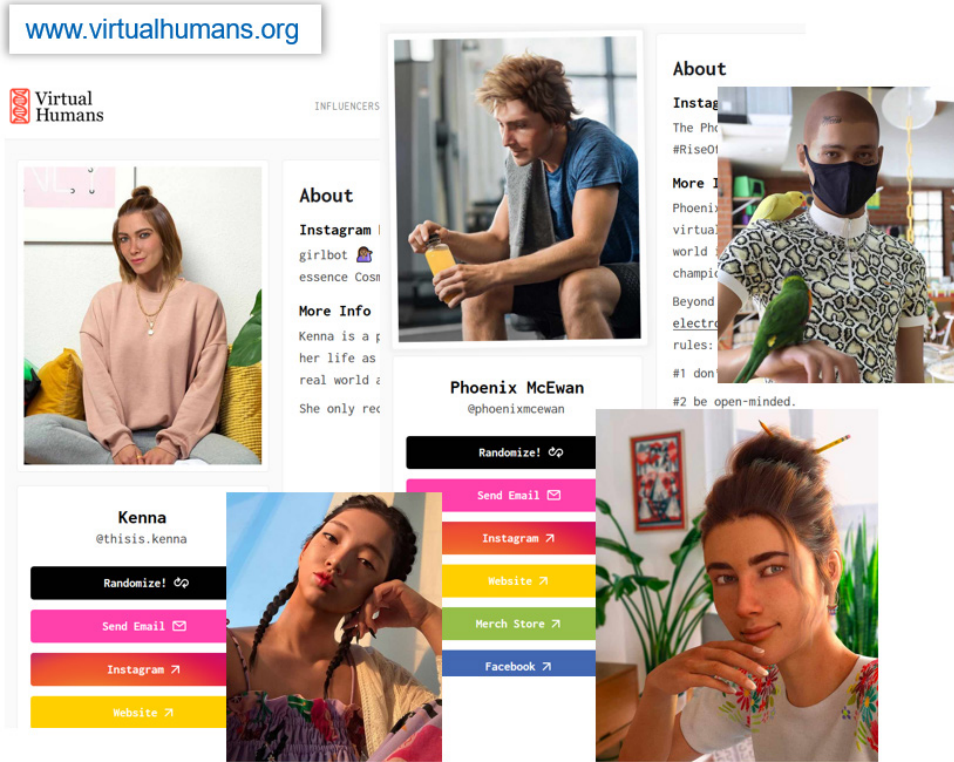 www.virtualhumans.org
Virtual
Humans
INFLUENCERS
About
Instagram
girlbot
essence Cosm
More Info
Kenna is a p
her life as
real world a
She only rec
Kenna
@thisis.kenna
Randomize!
Send Email
Instagram
Website
Phoenix McEwan
@phoenixmcewan
Randomize!
Send Email
Instagram
Website
Merch Store
Facebook
About
Instag
The Pho
#RiseOf
More I
Phoenix
virtual
world
champio
Beyond
electro
rules:
#1 don'
#2 be open-minded.